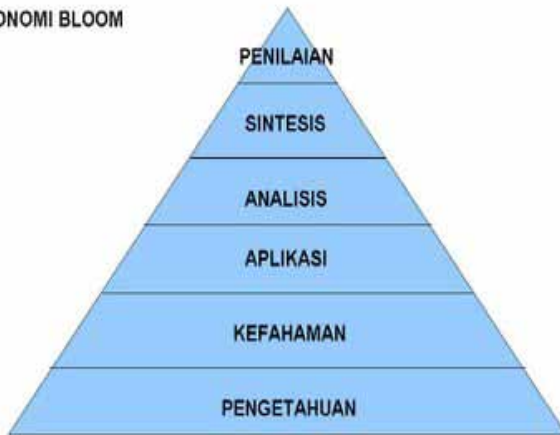 ONOMI BLOOM
PENILAIAN
SINTESIS
ANALISIS
APLIKASI
KEFAHAMAN
PENGETAHUAN